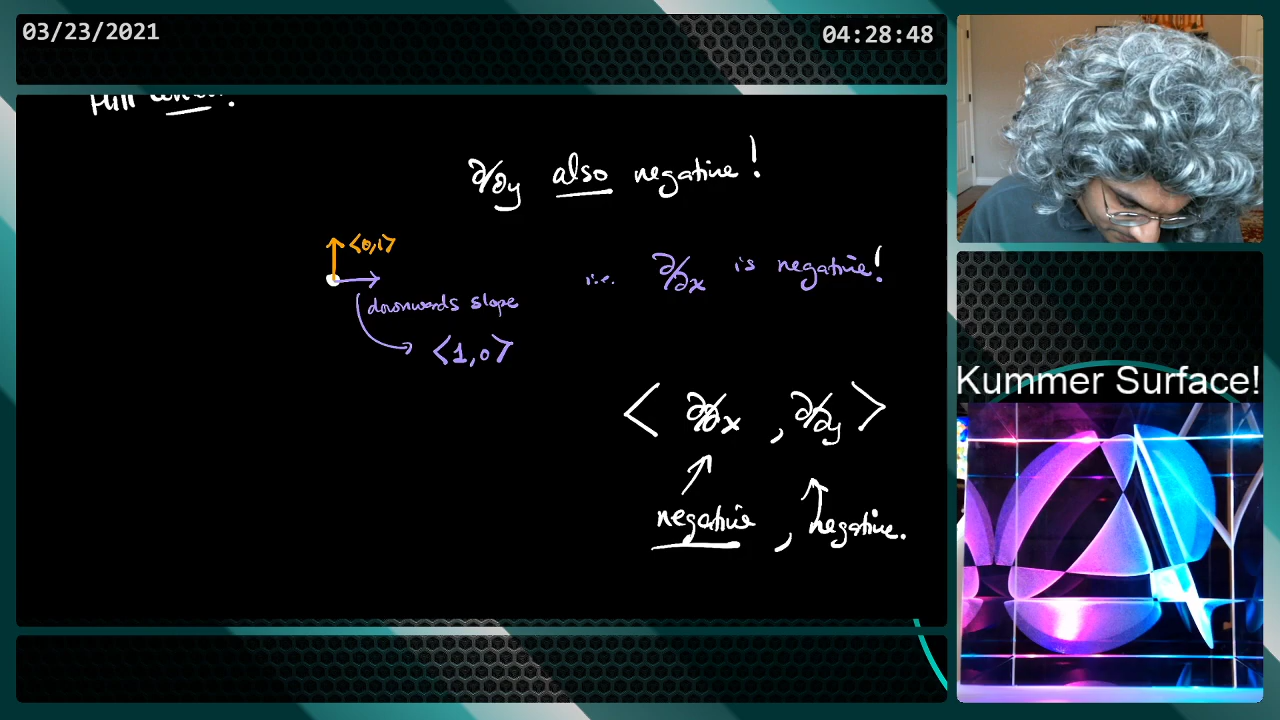 03/23/2021
04:28:48
∂/∂y also negative!
<0,1>
i.e. ∂/∂x is negative!
downwards slope
<1,0>
Kummer Surface!
< ∂/∂x , ∂/∂y >
negative , negative.